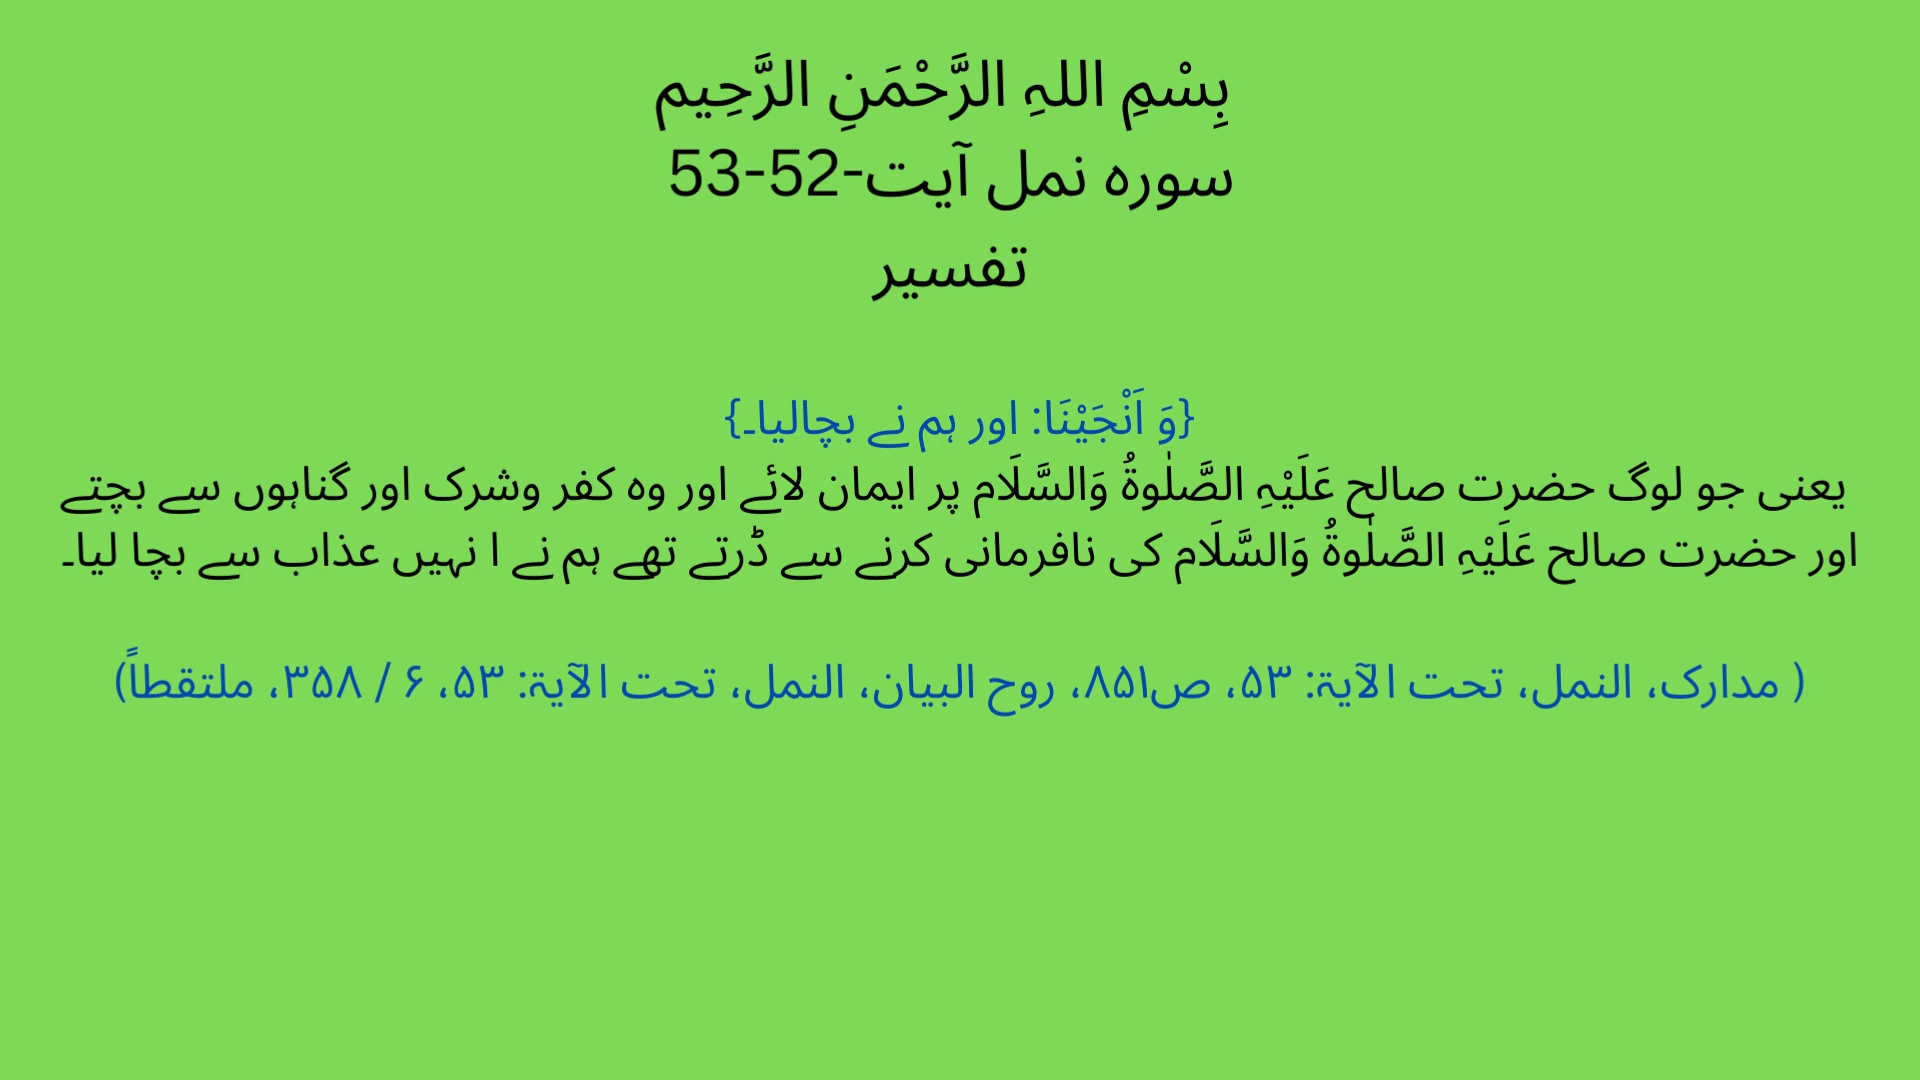 بِسْمِ اللہِ الرَّحْمَنِ الرَّحِیم
سورہ نمل آیت-52-53
تفسیر
{وَ اَنْجَیْنَا: اور ہم نے بچالیا۔}
یعنی جو لوگ حضرت صالح عَلَیْہِ الصَّلٰوۃُ وَالسَّلَام پر ایمان لائے اور وہ کفر وشرک اور گناہوں سے بچتے
اور حضرت صالح عَلَیْہِ الصَّلٰوۃُ وَالسَّلَام کی نافرمانی کرنے سے ڈرتے تھے ہم نے ا نہیں عذاب سے بچا لیا۔
( مدارک، النمل، تحت الآیۃ: ۵۳، ص۸۵۱، روح البیان، النمل، تحت الآیۃ: ۵۳، ۶ / ۳۵۸، ملتقطاً)